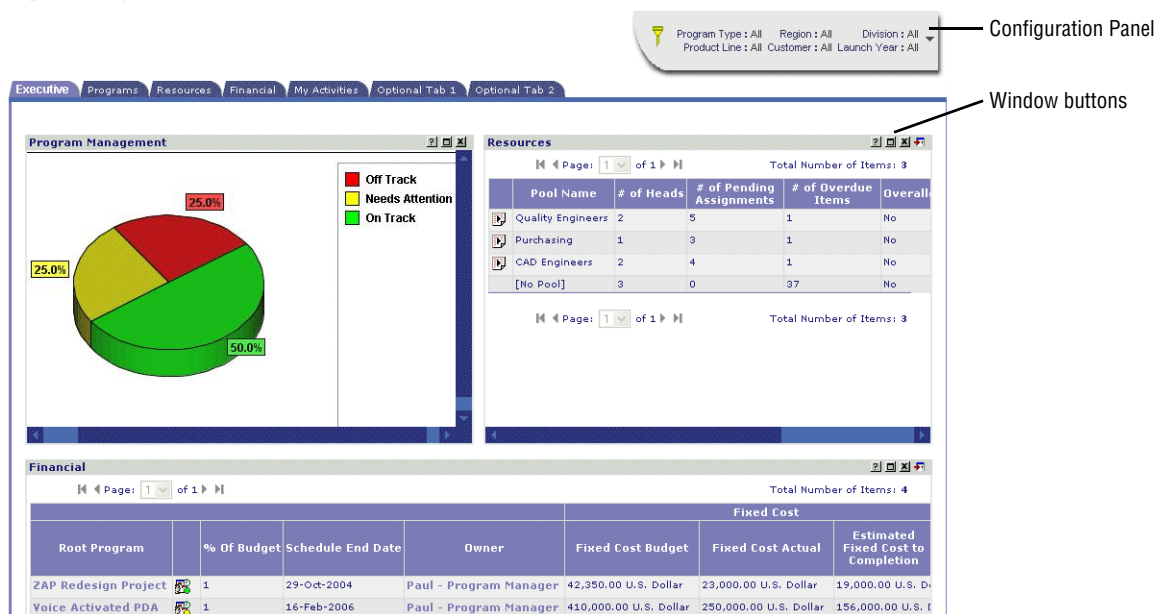 Program Type : All Region : All Division : All
Product Line : All Customer : All Launch Year : All
Configuration Panel
Executive Programs Resources Financial My Activities Optional Tab 1 Optional Tab 2
Window buttons
Program Management
Off Track
Needs Attention
On Track
25.0%
25.0%
50.0%
Resources
Page: 1 of 1 Total Number of Items: 3
Pool Name # of Heads # of Pending Assignments # of Overdue Items Overall
Quality Engineers 2 5 1 No
Purchasing 1 3 1 No
CAD Engineers 2 4 1 No
[No Pool] 3 0 37 No
Page: 1 of 1 Total Number of Items: 3
Financial
Page: 1 of 1 Total Number of Items: 4
Fixed Cost
Root Program % Of Budget Schedule End Date Owner Fixed Cost Budget Fixed Cost Actual Estimated Fixed Cost to Completion
ZAP Redesign Project 1 29-Oct-2004 Paul - Program Manager 42,350.00 U.S. Dollar 23,000.00 U.S. Dollar 19,000.00 U.S. D
Voice Activated PDA 1 16-Feb-2006 Paul - Program Manager 410,000.00 U.S. Dollar 250,000.00 U.S. Dollar 156,000.00 U.S.